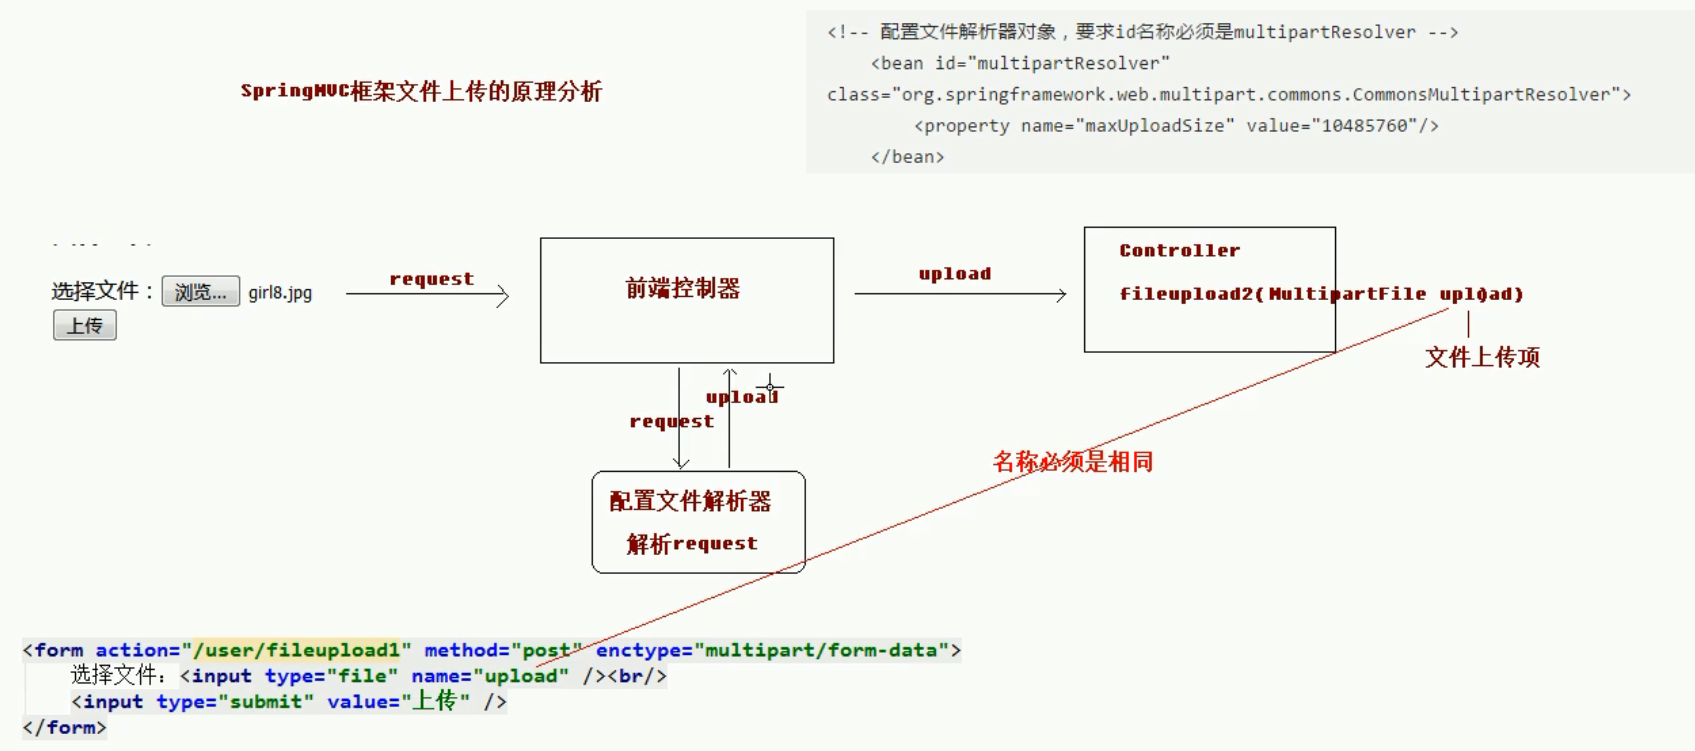 SpringMVC框架文件上传的原理分析
<!-- 配置文件解析器对象，要求id名称必须是multipartResolver -->
<bean id="multipartResolver"
class="org.springframework.web.multipart.commons.CommonsMultipartResolver">
<property name="maxUploadSize" value="10485760"/>
</bean>
选择文件： 浏览... girl8.jpg
上传
request
前端控制器
upload
Controller
fileupload2(MultipartFile upload)
文件上传项
upload
request
名称必须是相同
配置文件解析器
解析request
<form action="/user/fileupload1" method="post" enctype="multipart/form-data">
选择文件：<input type="file" name="upload" /><br/>
<input type="submit" value="上传" />
</form>